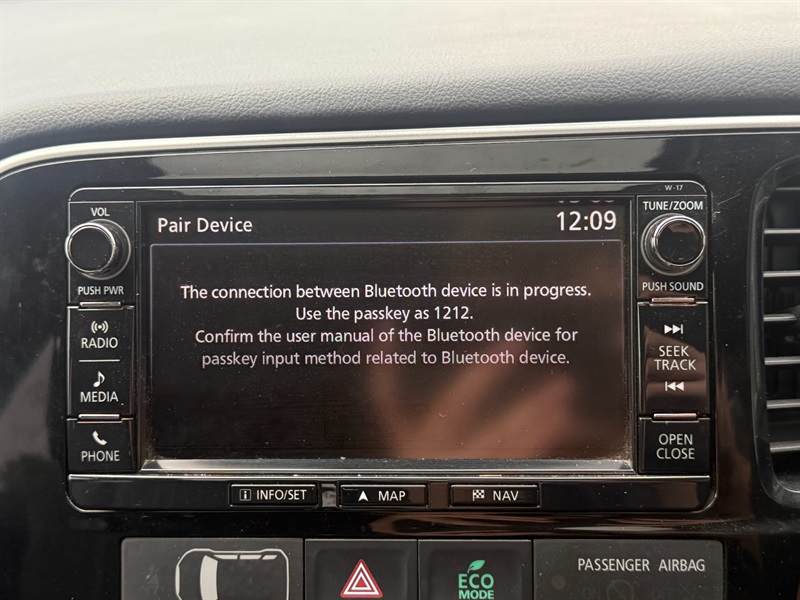 W-17
VOL
TUNE/ZOOM
Pair Device
12:09
PUSH PWR
PUSH SOUND
The connection between Bluetooth device is in progress.
Use the passkey as 1212.
Confirm the user manual of the Bluetooth device for
passkey input method related to Bluetooth device.
RADIO
MEDIA
PHONE
SEEK
TRACK
OPEN
CLOSE
i INFO/SET
MAP
NAV
ECO
MODE
PASSENGER AIRBAG